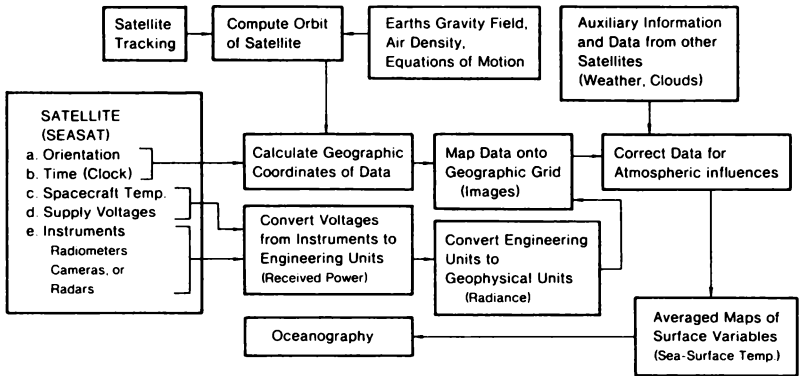 Satellite
Tracking
Compute Orbit
of Satellite
Earths Gravity Field,
Air Density,
Equations of Motion
Auxiliary Information
and Data from other
Satellites
(Weather, Clouds)
SATELLITE
(SEASAT)
a. Orientation
b. Time (Clock)
c. Spacecraft Temp.
d. Supply Voltages
e. Instruments
Radiometers
Cameras, or
Radars
Calculate Geographic
Coordinates of Data
Map Data onto
Geographic Grid
(Images)
Correct Data for
Atmospheric influences
Convert Voltages
from Instruments to
Engineering Units
(Received Power)
Convert Engineering
Units to
Geophysical Units
(Radiance)
Averaged Maps of
Surface Variables
(Sea-Surface Temp.)
Oceanography